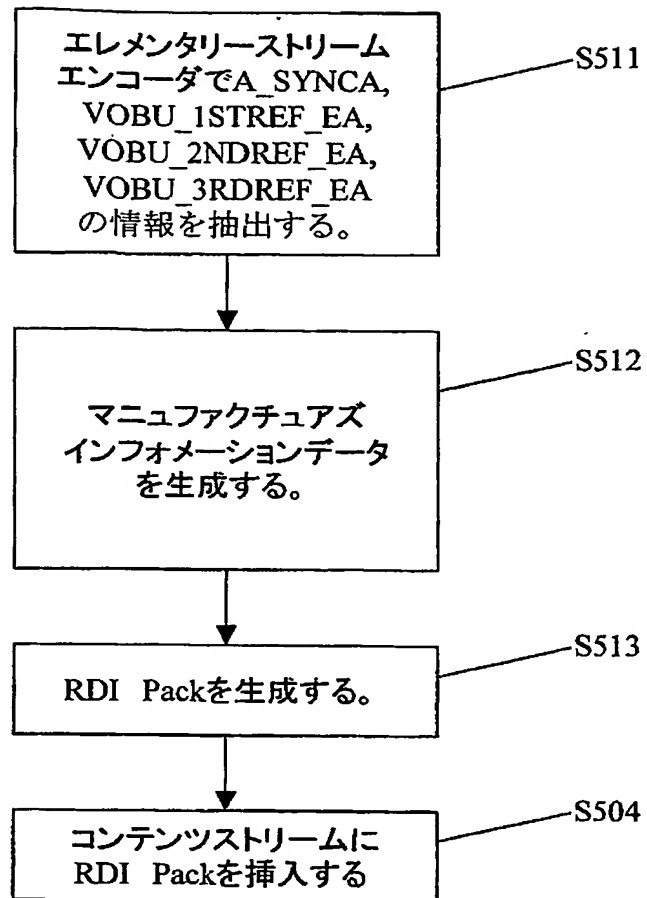 エレメンタリーストリーム
エンコーダでA_SYNCA,
VOBU_1STREF_EA,
VOBU_2NDREF_EA,
VOBU_3RDREF_EA
の情報を抽出する。
S511
マニュファクチュアズ
インフォメーションデータ
を生成する。
S512
RDI Packを生成する。
S513
コンテンツストリームに
RDI Packを挿入する
S504